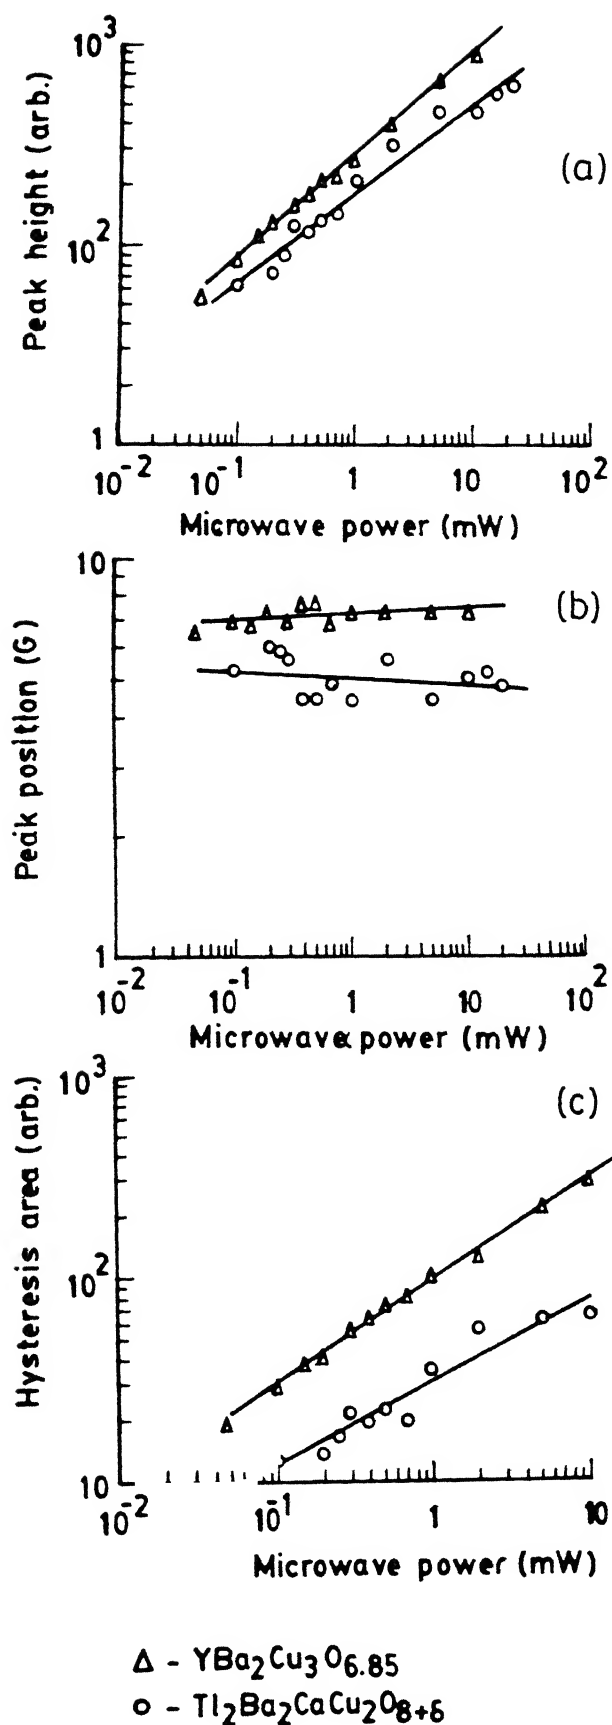 10³
Peak height (arb.)
(a)
10²
1
10⁻² 10⁻¹ 1 10 10²
Microwave power (mW)
10
(b)
Peak position (G)
1
10⁻² 10⁻¹ 1 10 10²
Microwave power (mW)
10³
(c)
Hysteresis area (arb.)
10²
10
10⁻² 10⁻¹ 1 10
Microwave power (mW)
Δ - YBa₂Cu₃O₆.₈₅
o - Tl₂Ba₂CaCu₂O₈₊δ